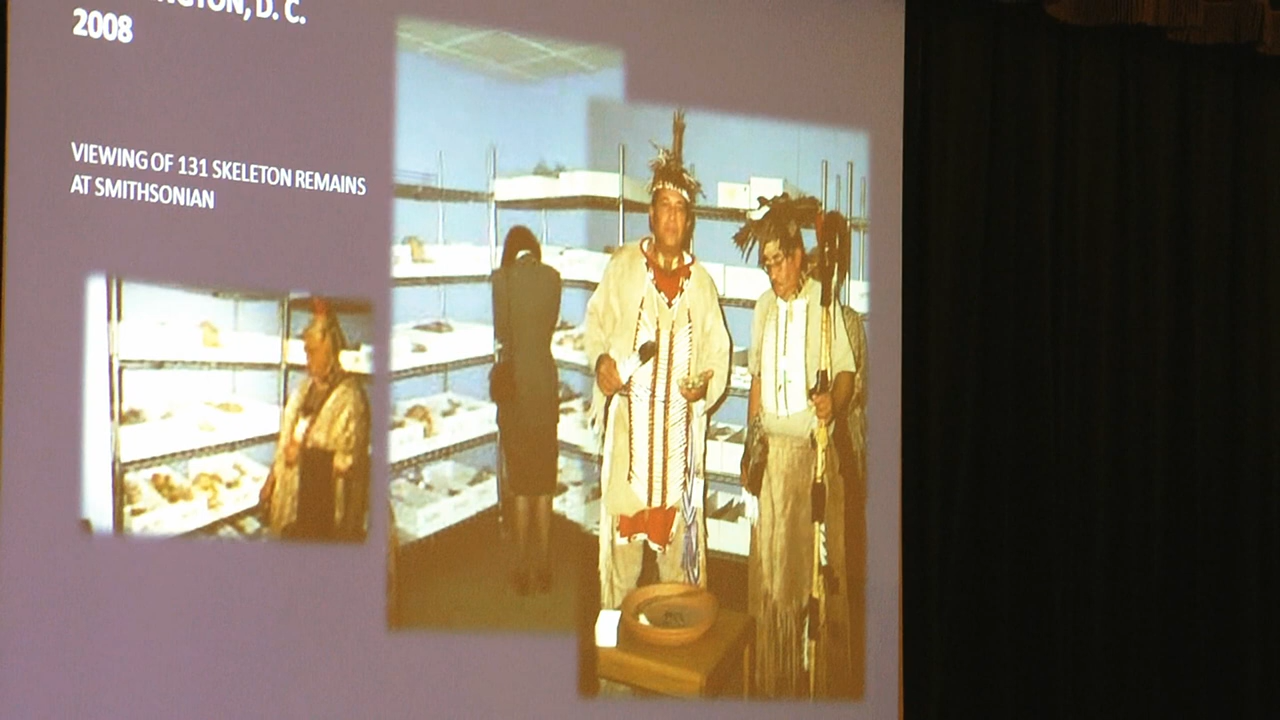 D. C.
2008
VIEWING OF 131 SKELETON REMAINS
AT SMITHSONIAN